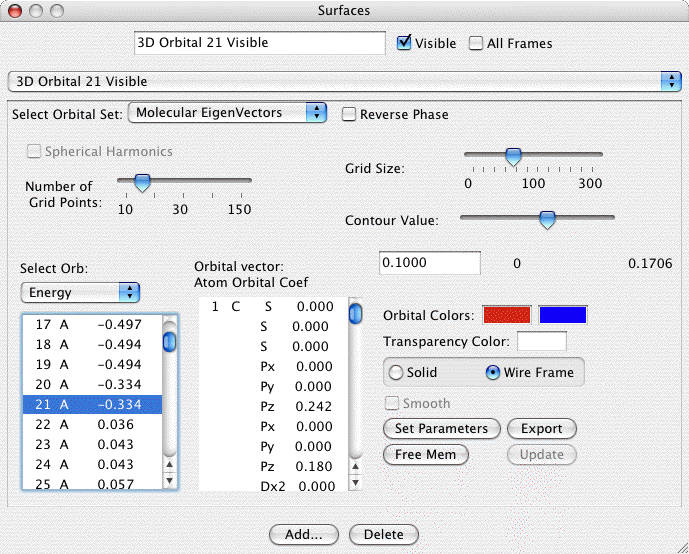 Surfaces
3D Orbital 21 Visible
Visible
All Frames
3D Orbital 21 Visible
Select Orbital Set:
Molecular EigenVectors
Reverse Phase
Spherical Harmonics
Number of
Grid Points:
10 30 150
Grid Size:
0 100 300
Contour Value:
0.1000 0 0.1706
Select Orb:
Energy
17 A -0.497
18 A -0.494
19 A -0.494
20 A -0.334
21 A -0.334
22 A 0.036
23 A 0.043
24 A 0.043
25 A 0.057
Orbital vector:
Atom Orbital Coef
1 C S 0.000
S 0.000
S 0.000
Px 0.000
Py 0.000
Pz 0.242
Px 0.000
Py 0.000
Pz 0.180
Dx2 0.000
Orbital Colors:
Transparency Color:
Solid
Wire Frame
Smooth
Set Parameters
Export
Free Mem
Update
Add...
Delete